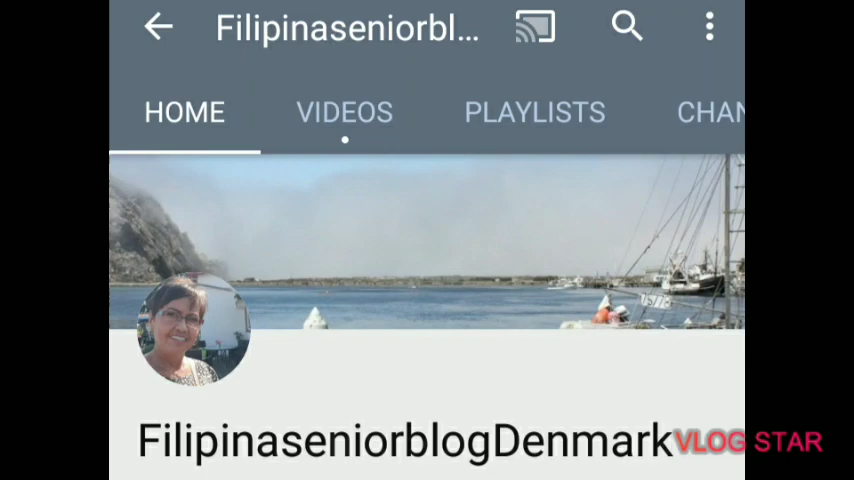 Filipinaseniorbl...
HOME VIDEOS PLAYLISTS CHAN
FilipinaseniorblogDenmark
VLOG STAR